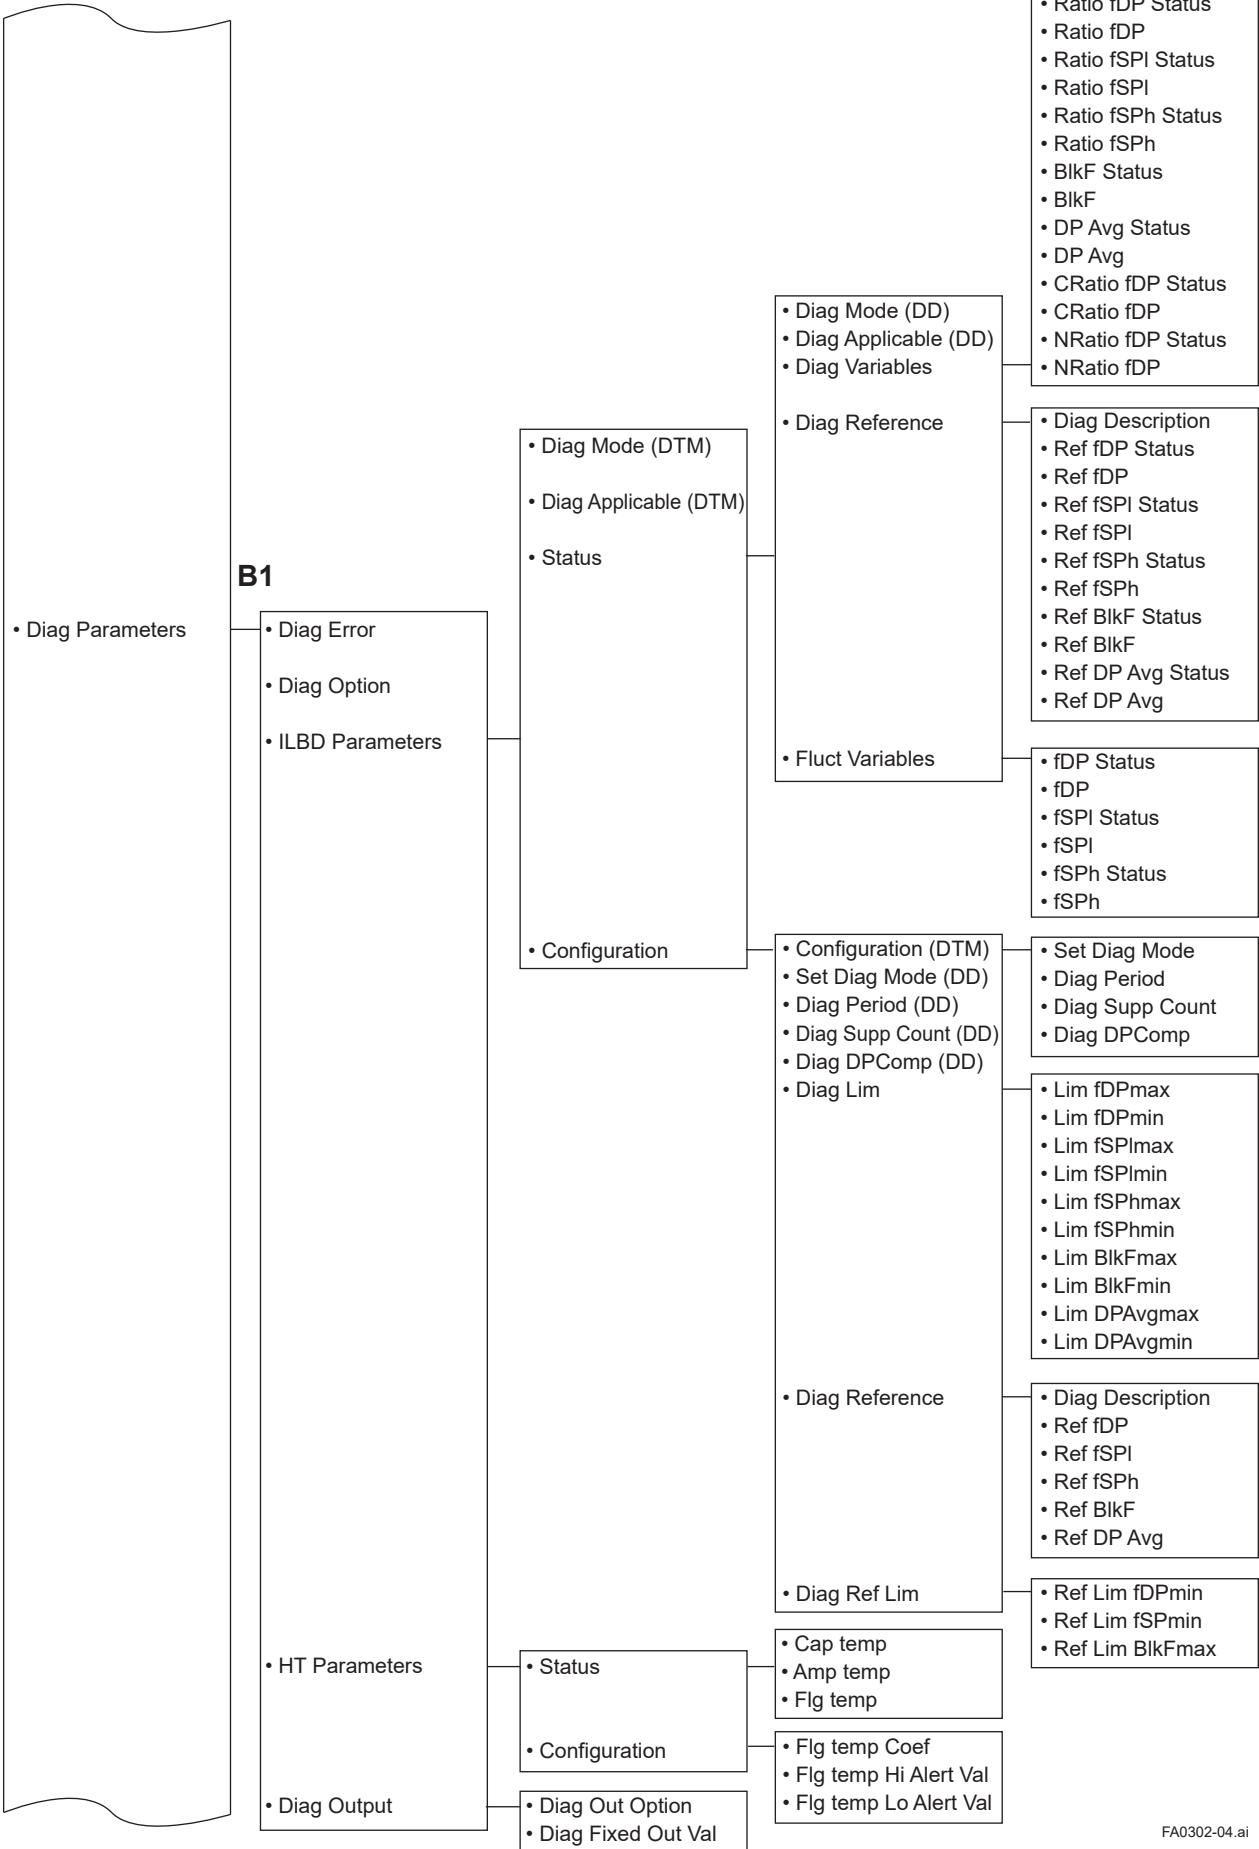 • Diag Parameters
B1
• Diag Error
• Diag Option
• ILBD Parameters
• HT Parameters
• Diag Output
• Diag Mode (DTM)
• Diag Applicable (DTM)
• Status
• Configuration
• Status
• Configuration
• Diag Out Option
• Diag Fixed Out Val
• Diag Mode (DD)
• Diag Applicable (DD)
• Diag Variables
• Diag Reference
• Fluct Variables
• Configuration (DTM)
• Set Diag Mode (DD)
• Diag Period (DD)
• Diag Supp Count (DD)
• Diag DPComp (DD)
• Diag Lim
• Diag Reference
• Diag Ref Lim
• Cap temp
• Amp temp
• Flg temp
• Flg temp Coef
• Flg temp Hi Alert Val
• Flg temp Lo Alert Val
• Ratio fDP Status
• Ratio fDP
• Ratio fSPl Status
• Ratio fSPl
• Ratio fSPh Status
• Ratio fSPh
• BlkF Status
• BlkF
• DP Avg Status
• DP Avg
• CRatio fDP Status
• CRatio fDP
• NRatio fDP Status
• NRatio fDP
• Diag Description
• Ref fDP Status
• Ref fDP
• Ref fSPl Status
• Ref fSPl
• Ref fSPh Status
• Ref fSPh
• Ref BlkF Status
• Ref BlkF
• Ref DP Avg Status
• Ref DP Avg
• fDP Status
• fDP
• fSPl Status
• fSPl
• fSPh Status
• fSPh
• Set Diag Mode
• Diag Period
• Diag Supp Count
• Diag DPComp
• Lim fDPmax
• Lim fDPmin
• Lim fSPlmax
• Lim fSPlmin
• Lim fSPhmax
• Lim fSPhmin
• Lim BlkFmax
• Lim BlkFmin
• Lim DPAvgmax
• Lim DPAvgmin
• Diag Description
• Ref fDP
• Ref fSPl
• Ref fSPh
• Ref BlkF
• Ref DP Avg
• Ref Lim fDPmin
• Ref Lim fSPmin
• Ref Lim BlkFmax
FA0302-04.ai